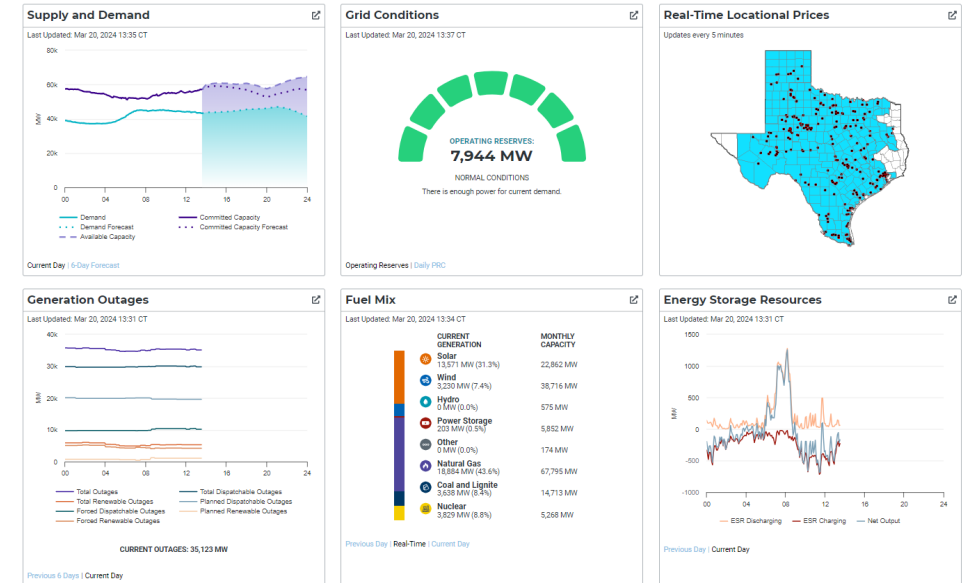 Supply and Demand
Last Updated: Mar 20, 2024 13:35 CT
80k
60k
40k
20k
0
MW
00 04 08 12 16 20 24
Demand
Committed Capacity
Demand Forecast
Committed Capacity Forecast
Available Capacity
Current Day | 6-Day Forecast
Grid Conditions
Last Updated: Mar 20, 2024 13:37 CT
OPERATING RESERVES:
7,944 MW
NORMAL CONDITIONS
There is enough power for current demand.
Operating Reserves | Daily PRC
Real-Time Locational Prices
Updates every 5 minutes
Generation Outages
Last Updated: Mar 20, 2024 13:31 CT
40k
30k
20k
10k
0
MW
00 04 08 12 16 20 24
Total Outages
Total Dispatchable Outages
Total Renewable Outages
Planned Dispatchable Outages
Forced Dispatchable Outages
Planned Renewable Outages
Forced Renewable Outages
CURRENT OUTAGES: 35,123 MW
Previous 6 Days | Current Day
Fuel Mix
Last Updated: Mar 20, 2024 13:34 CT
CURRENT GENERATION
MONTHLY CAPACITY
Solar
13,571 MW (31.3%) 22,862 MW
Wind
3,230 MW (7.4%) 38,716 MW
Hydro
0 MW (0.0%) 575 MW
Power Storage
203 MW (0.5%) 5,852 MW
Other
0 MW (0.0%) 174 MW
Natural Gas
18,884 MW (43.6%) 67,795 MW
Coal and Lignite
3,638 MW (8.4%) 14,713 MW
Nuclear
3,829 MW (8.8%) 5,268 MW
Previous Day | Real-Time | Current Day
Energy Storage Resources
Last Updated: Mar 20, 2024 13:31 CT
1500
1000
500
0
-500
-1000
MW
00 04 08 12 16 20 24
ESR Discharging ESR Charging Net Output
Previous Day | Current Day